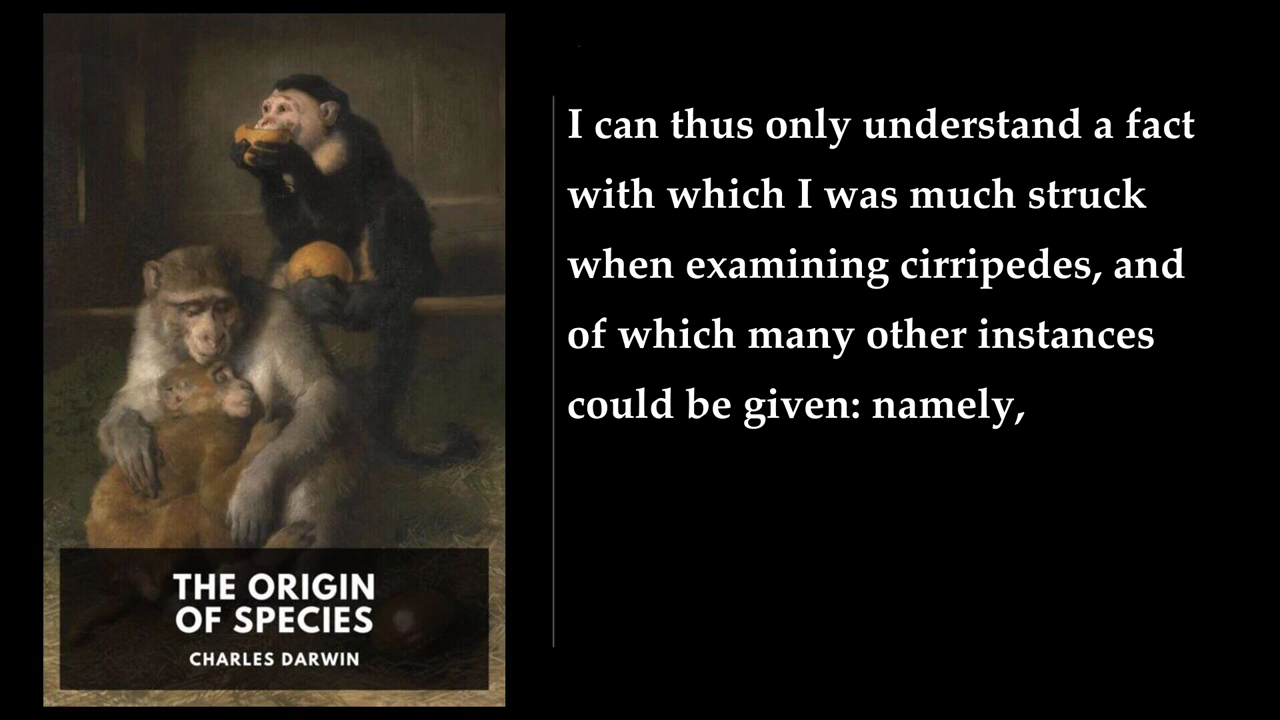 THE ORIGIN
OF SPECIES
CHARLES DARWIN
I can thus only understand a fact
with which I was much struck
when examining cirripedes, and
of which many other instances
could be given: namely,